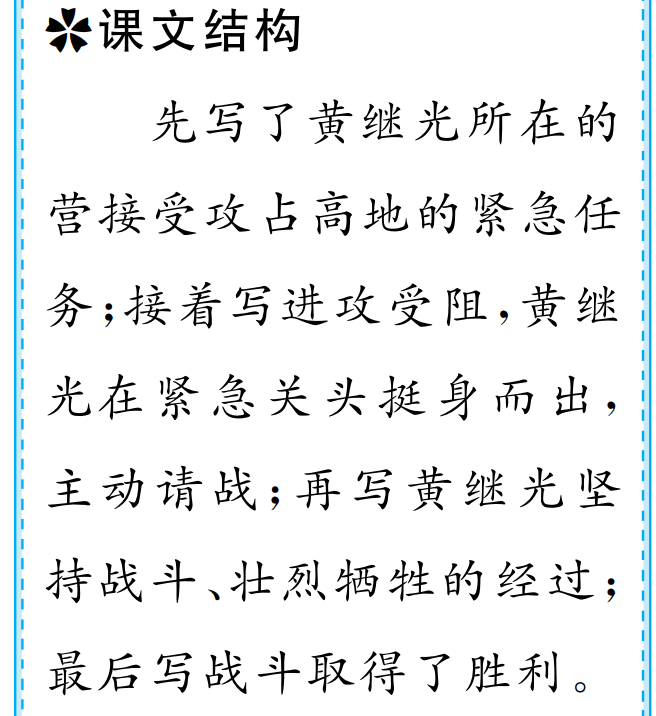 课文结构
先写了黄继光所在的
营接受攻占高地的紧急任
务;接着写进攻受阻,黄继
光在紧急关头挺身而出,
主动请战;再写黄继光坚
持战斗、壮烈牺牲的经过;
最后写战斗取得了胜利。